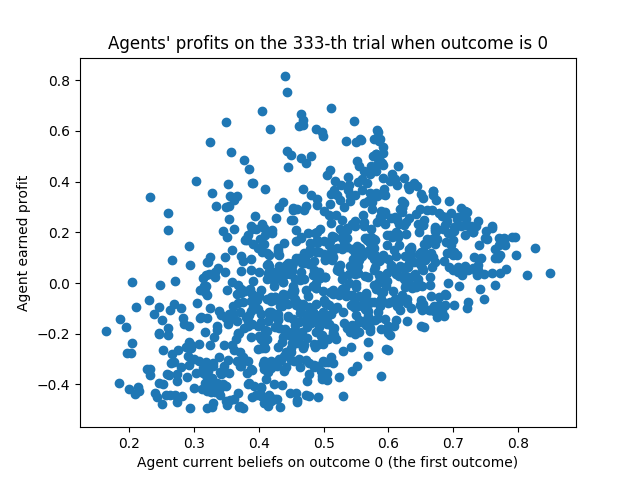 Agents' profits on the 333-th trial when outcome is 0
Agent earned profit
0.8
0.6
0.4
0.2
0.0
−0.2
−0.4
0.2 0.3 0.4 0.5 0.6 0.7 0.8
Agent current beliefs on outcome 0 (the first outcome)